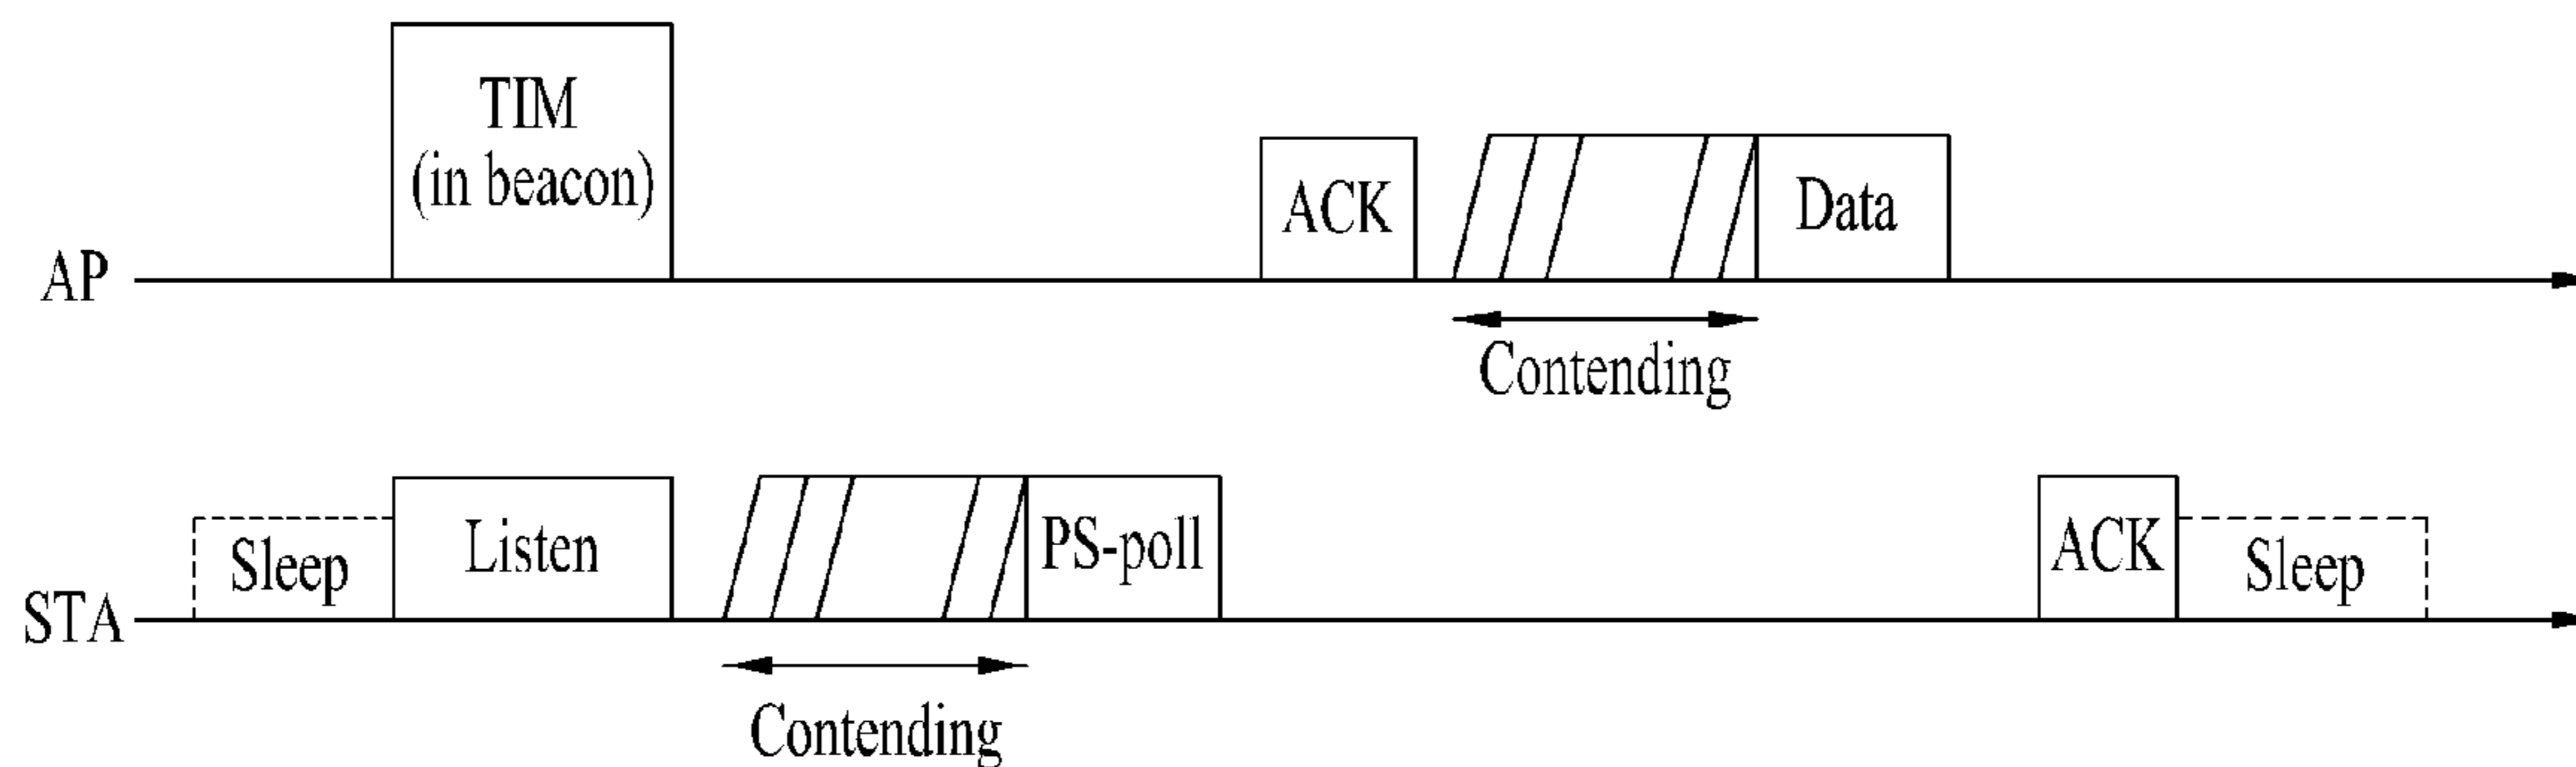 TIM
(in beacon)
ACK
Data
AP
Contending
Sleep
Listen
PS-poll
ACK
Sleep
STA
Contending